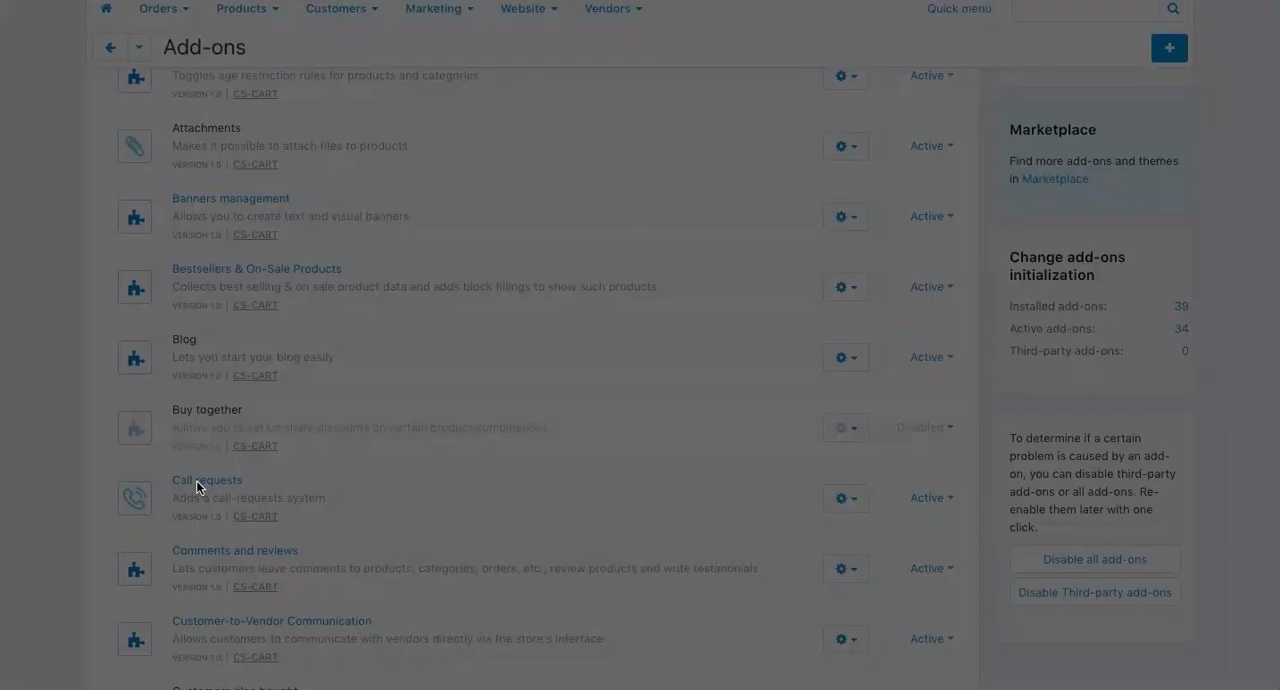 Orders Products Customers Marketing Website Vendors Quick menu
Add-ons
Toggles age restriction rules for products and categories Active
VERSION 1.0 | CS-CART
Attachments
Makes it possible to attach files to products Active
VERSION 1.0 | CS-CART
Banners management
Allows you to create text and visual banners Active
VERSION 1.0 | CS-CART
Bestsellers & On-Sale Products
Collects best selling & on sale product data and adds block fillings to show such products Active
VERSION 1.0 | CS-CART
Blog
Lets you start your blog easily Active
VERSION 1.0 | CS-CART
Buy together
Allows you to set up share discounts on certain product combinations Disabled
VERSION 1.0 | CS-CART
Call requests
Adds a call-requests system Active
VERSION 1.0 | CS-CART
Comments and reviews
Lets customers leave comments to products, categories, orders, etc., review products and write testimonials Active
VERSION 1.0 | CS-CART
Customer-to-Vendor Communication
Allows customers to communicate with vendors directly via the store's interface. Active
VERSION 1.0 | CS-CART
Customers also bought
Marketplace
Find more add-ons and themes
in Marketplace
Change add-ons
initialization
Installed add-ons: 39
Active add-ons: 34
Third-party add-ons: 0
To determine if a certain
problem is caused by an add-
on, you can disable third-party
add-ons or all add-ons. Re-
enable them later with one
click.
Disable all add-ons
Disable Third-party add-ons